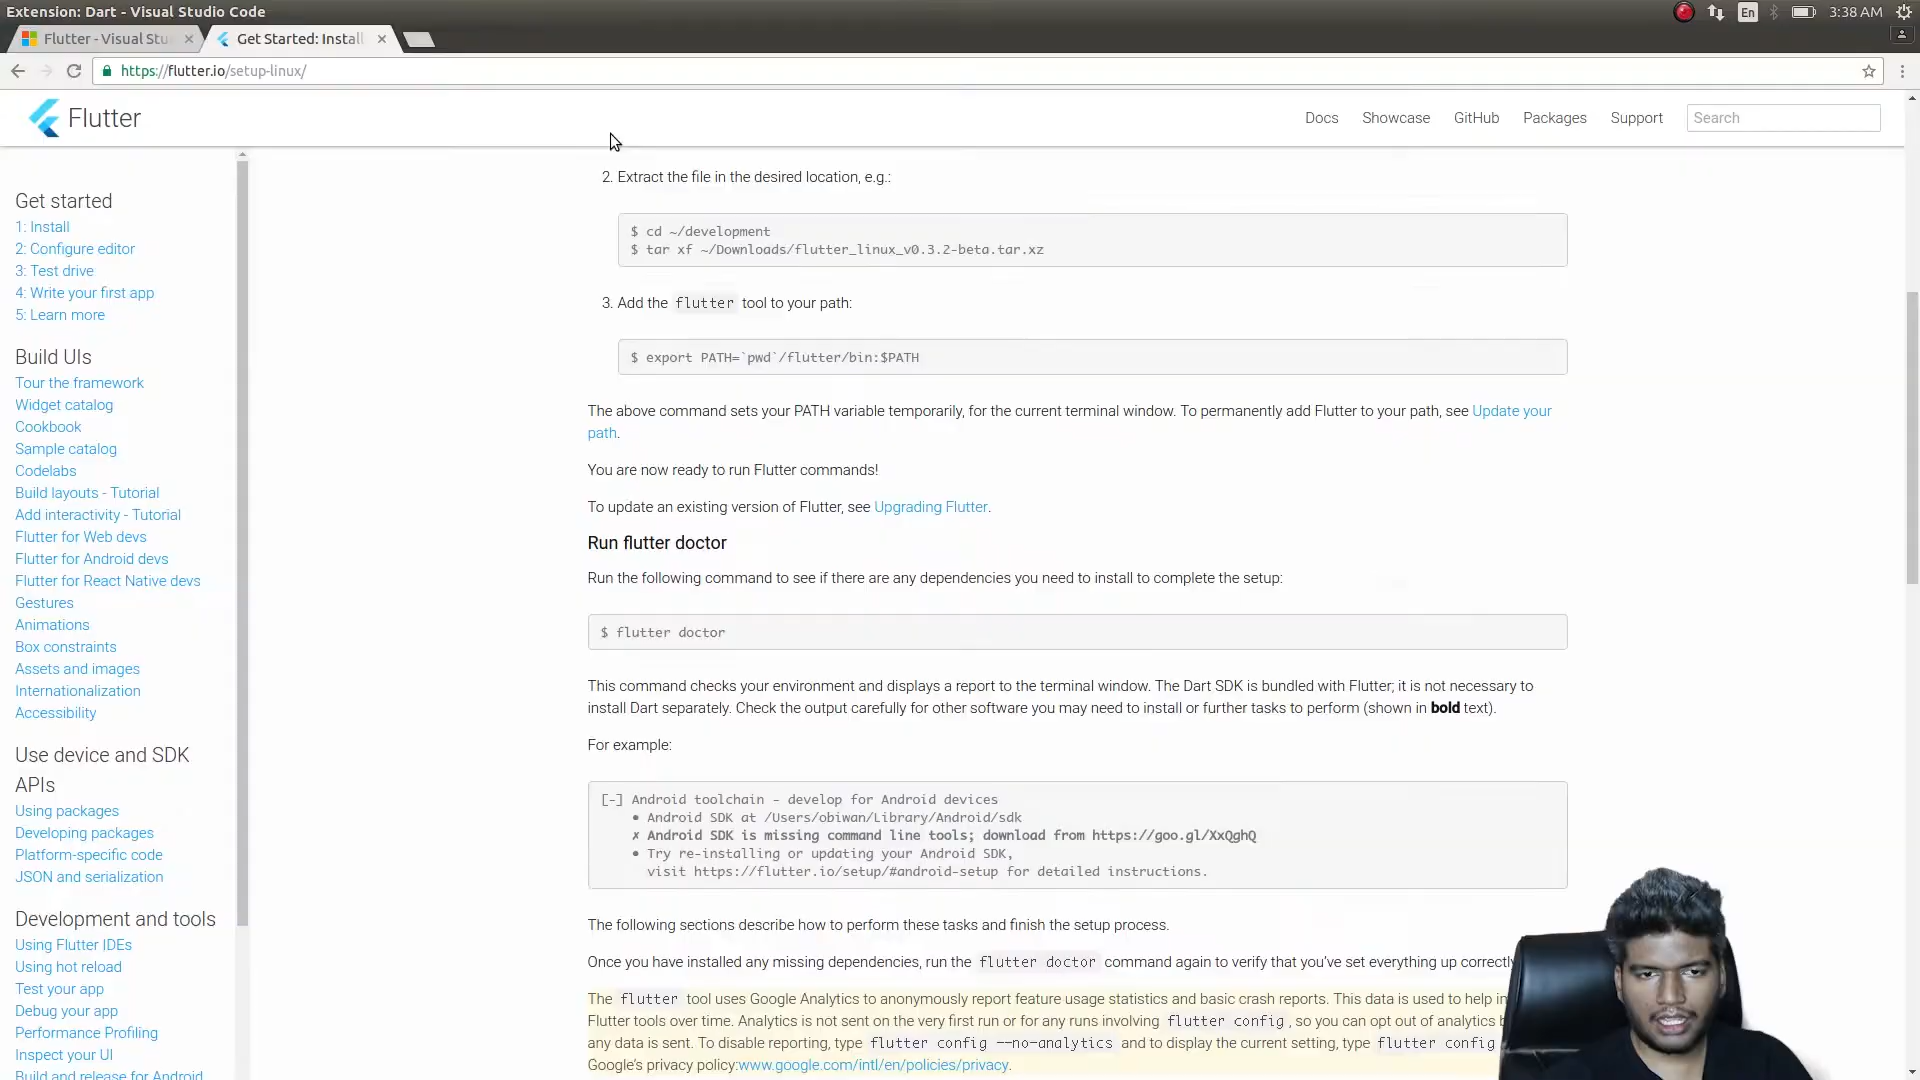 Extension: Dart - Visual Studio Code
En
3:38 AM
Flutter - Visual Stu
Get Started: Instal
https://flutter.io/setup-linux/
Flutter
Docs
Showcase
GitHub
Packages
Support
Search
Get started
1: Install
2: Configure editor
3: Test drive
4: Write your first app
5: Learn more
Build UIs
Tour the framework
Widget catalog
Cookbook
Sample catalog
Codelabs
Build layouts - Tutorial
Add interactivity - Tutorial
Flutter for Web devs
Flutter for Android devs
Flutter for React Native devs
Gestures
Animations
Box constraints
Assets and images
Internationalization
Accessibility
Use device and SDK
APIs
Using packages
Developing packages
Platform-specific code
JSON and serialization
Development and tools
Using Flutter IDEs
Using hot reload
Test your app
Debug your app
Performance Profiling
Inspect your UI
Build and release for Android
2. Extract the file in the desired location, e.g.:
$ cd ~/development
$ tar xf ~/Downloads/flutter_linux_v0.3.2-beta.tar.xz
3. Add the flutter tool to your path:
$ export PATH=`pwd`/flutter/bin:$PATH
The above command sets your PATH variable temporarily, for the current terminal window. To permanently add Flutter to your path, see Update your
path.
You are now ready to run Flutter commands!
To update an existing version of Flutter, see Upgrading Flutter.
Run flutter doctor
Run the following command to see if there are any dependencies you need to install to complete the setup:
$ flutter doctor
This command checks your environment and displays a report to the terminal window. The Dart SDK is bundled with Flutter; it is not necessary to
install Dart separately. Check the output carefully for other software you may need to install or further tasks to perform (shown in bold text).
For example:
[-] Android toolchain - develop for Android devices
• Android SDK at /Users/obiwan/Library/Android/sdk
✗ Android SDK is missing command line tools; download from https://goo.gl/XxQghQ
• Try re-installing or updating your Android SDK,
visit https://flutter.io/setup/#android-setup for detailed instructions.
The following sections describe how to perform these tasks and finish the setup process.
Once you have installed any missing dependencies, run the flutter doctor command again to verify that you've set everything up correctly
The flutter tool uses Google Analytics to anonymously report feature usage statistics and basic crash reports. This data is used to help
Flutter tools over time. Analytics is not sent on the very first run or for any runs involving flutter config, so you can opt out of analytics
any data is sent. To disable reporting, type flutter config --no-analytics and to display the current setting, type flutter config
Google's privacy policy:www.google.com/intl/en/policies/privacy.